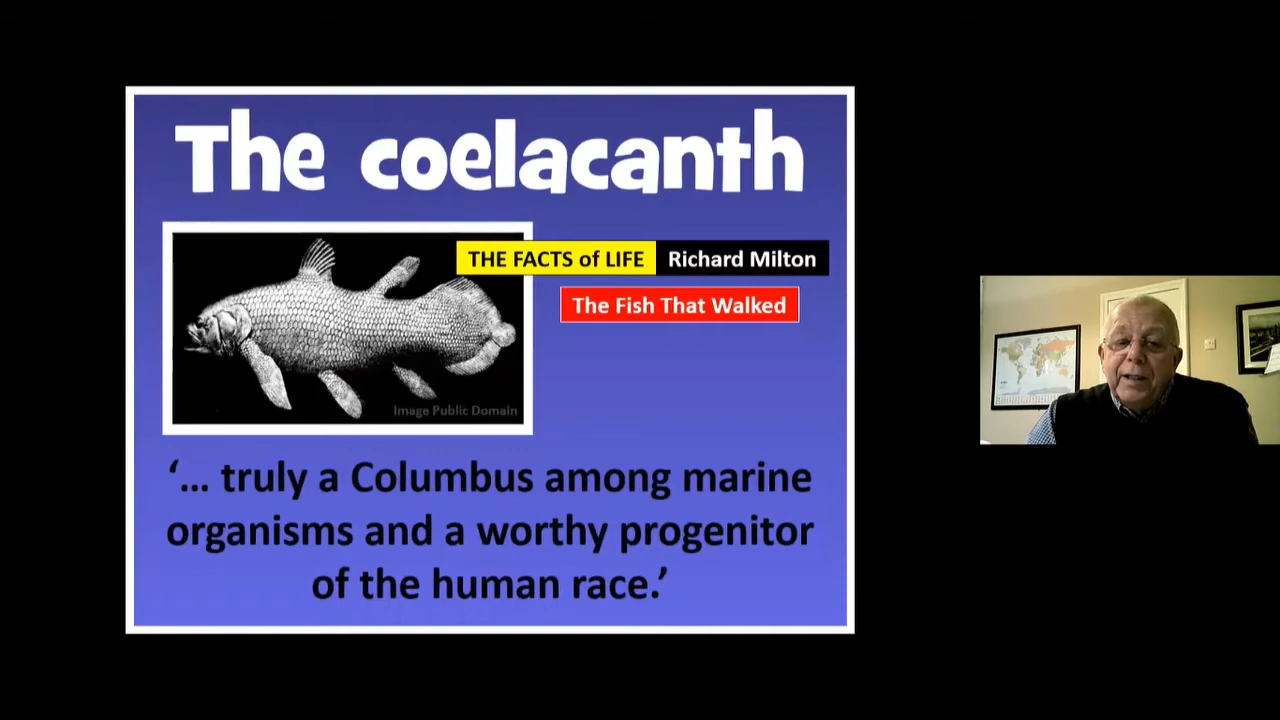 The coelacanth
THE FACTS of LIFE Richard Milton
The Fish That Walked
Image Public Domain
‘... truly a Columbus among marine
organisms and a worthy progenitor
of the human race.’